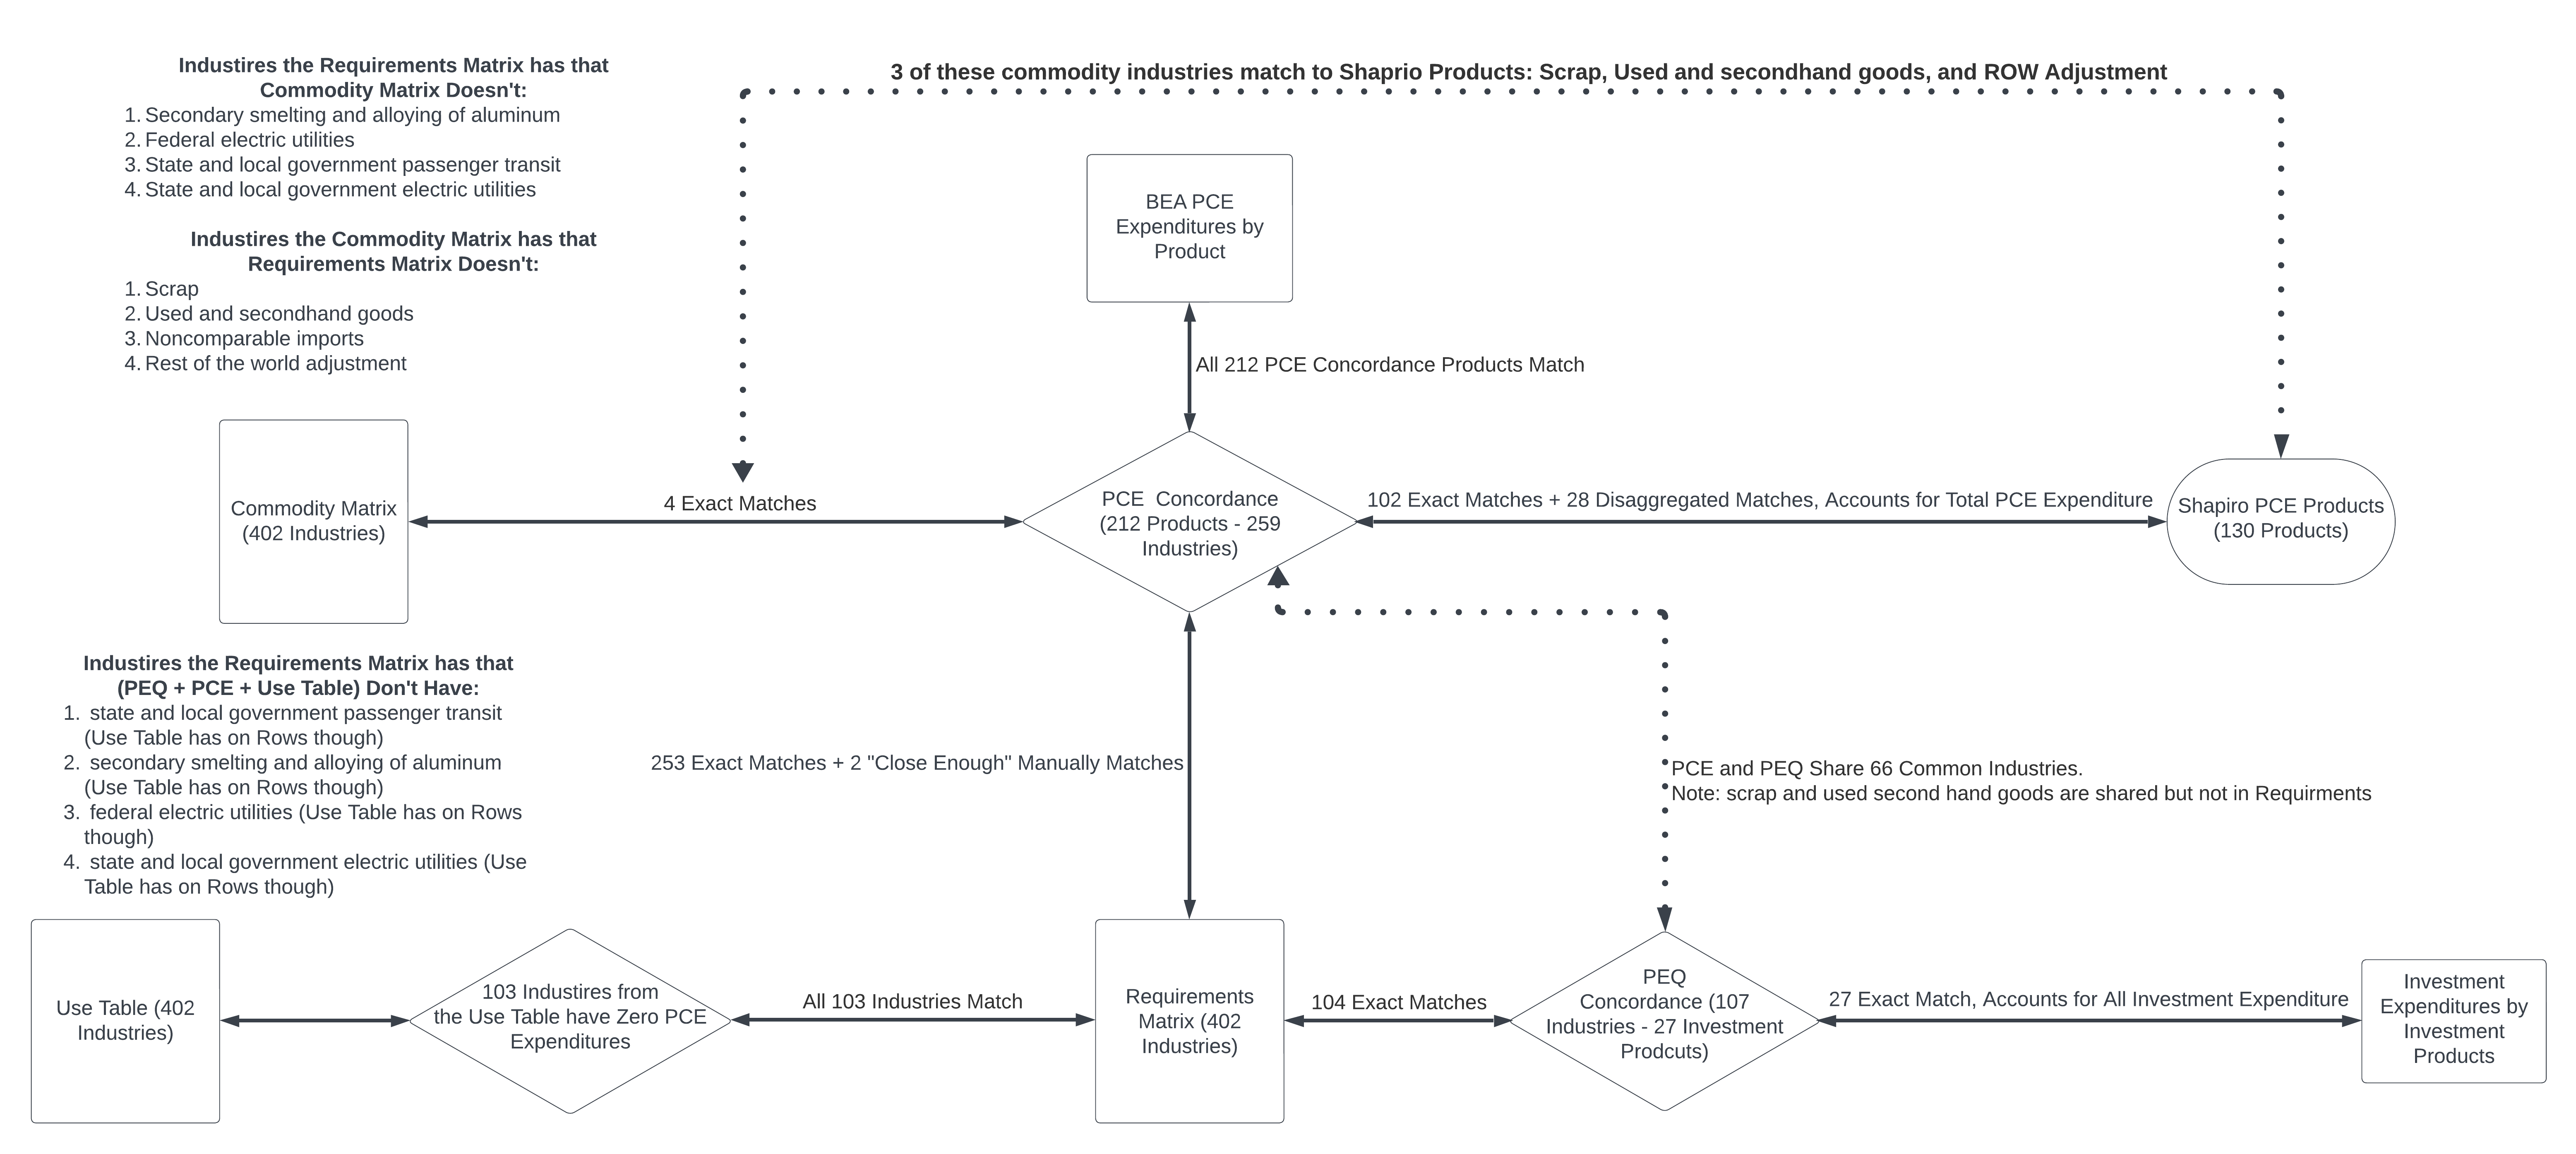 Industires the Requirements Matrix has that
Commodity Matrix Doesn't:
1. Secondary smelting and alloying of aluminum
2. Federal electric utilities
3. State and local government passenger transit
4. State and local government electric utilities
Industires the Commodity Matrix has that
Requirements Matrix Doesn't:
1. Scrap
2. Used and secondhand goods
3. Noncomparable imports
4. Rest of the world adjustment
3 of these commodity industries match to Shaprio Products: Scrap, Used and secondhand goods, and ROW Adjustment
BEA PCE
Expenditures by
Product
All 212 PCE Concordance Products Match
Commodity Matrix
(402 Industries)
4 Exact Matches
PCE  Concordance
(212 Products - 259
Industries)
102 Exact Matches + 28 Disaggregated Matches, Accounts for Total PCE Expenditure
Shapiro PCE Products
(130 Products)
Industires the Requirements Matrix has that
(PEQ + PCE + Use Table) Don't Have:
1. state and local government passenger transit
(Use Table has on Rows though)
2. secondary smelting and alloying of aluminum
(Use Table has on Rows though)
3. federal electric utilities (Use Table has on Rows
though)
4. state and local government electric utilities (Use
Table has on Rows though)
253 Exact Matches + 2 "Close Enough" Manually Matches
PCE and PEQ Share 66 Common Industries.
Note: scrap and used second hand goods are shared but not in Requirments
Use Table (402
Industries)
103 Industires from
the Use Table have Zero PCE
Expenditures
All 103 Industries Match
Requirements
Matrix (402
Industries)
104 Exact Matches
PEQ
Concordance (107
Industries - 27 Investment
Prodcuts)
27 Exact Match, Accounts for All Investment Expenditure
Investment
Expenditures by
Investment
Products